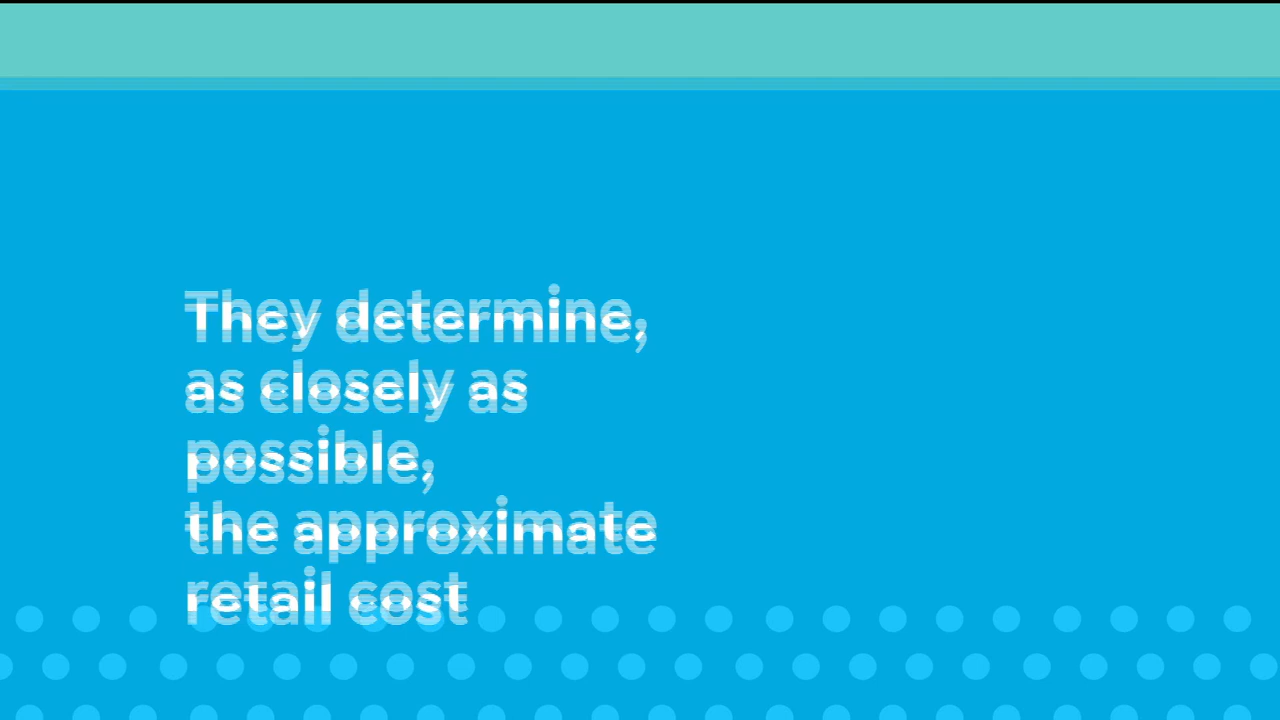 They determine,
as closely as
possible,
the approximate
retail cost